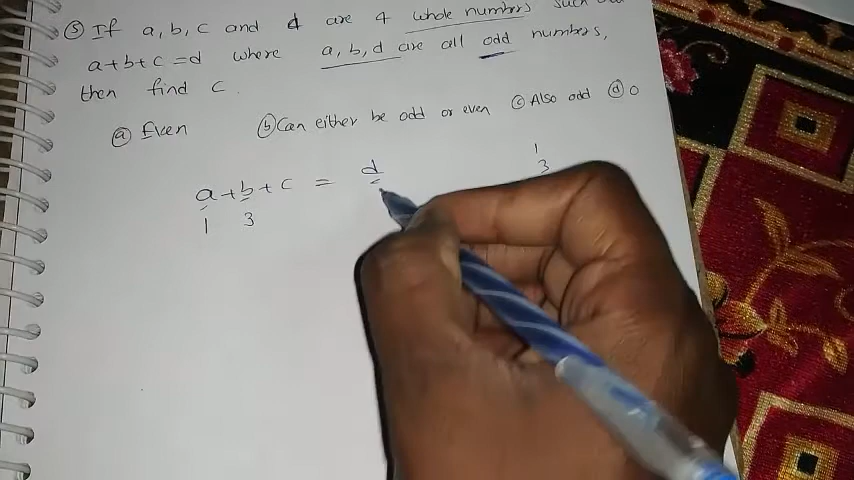 ⑤ If a, b, c and d are 4 whole numbers such
a+b+c = d where a, b, d are all odd numbers,
then find c.
ⓐ Even ⓑ Can either be odd or even ⓒ Also odd ⓓ 0
a+b+c = d
1 3
1
3